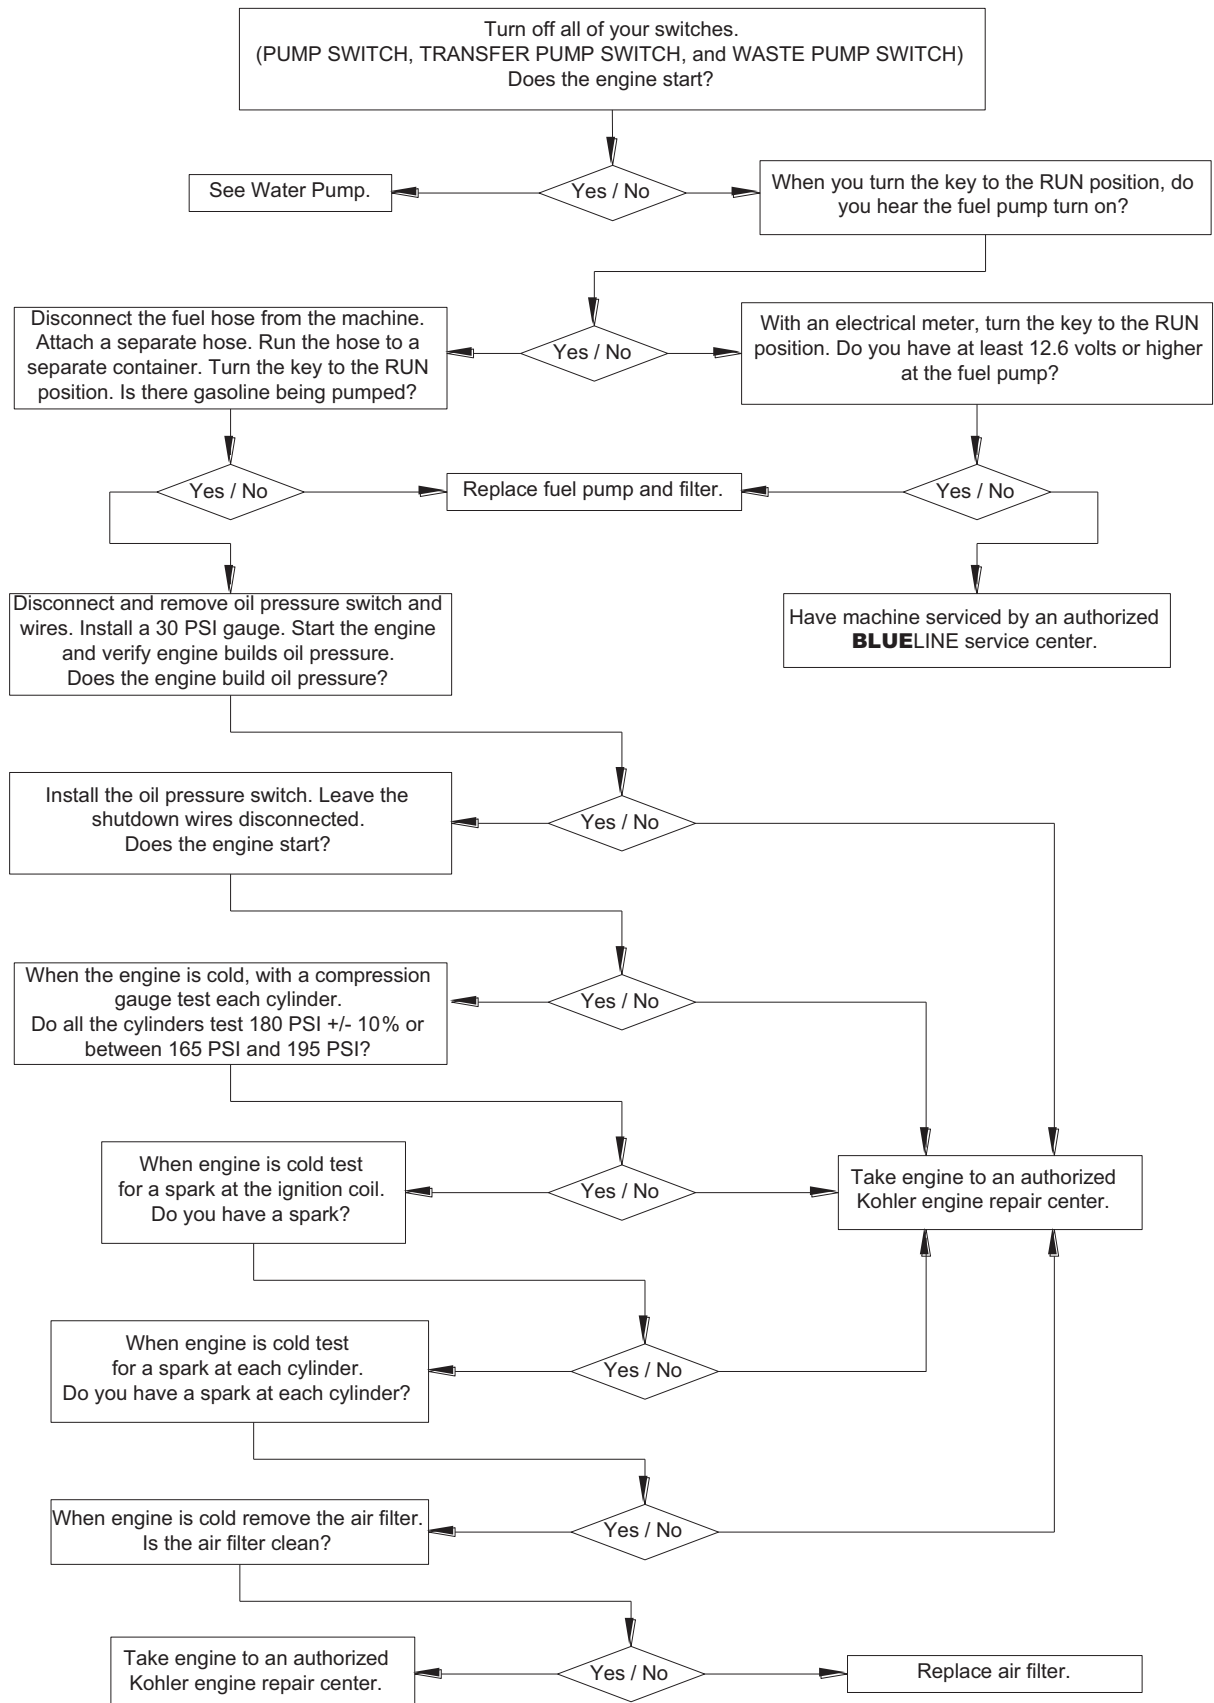 Turn off all of your switches.
(PUMP SWITCH, TRANSFER PUMP SWITCH, and WASTE PUMP SWITCH)
Does the engine start?
Yes / No
See Water Pump.
When you turn the key to the RUN position, do
you hear the fuel pump turn on?
Yes / No
Disconnect the fuel hose from the machine.
Attach a separate hose. Run the hose to a
separate container. Turn the key to the RUN
position. Is there gasoline being pumped?
With an electrical meter, turn the key to the RUN
position. Do you have at least 12.6 volts or higher
at the fuel pump?
Yes / No
Replace fuel pump and filter.
Yes / No
Disconnect and remove oil pressure switch and
wires. Install a 30 PSI gauge. Start the engine
and verify engine builds oil pressure.
Does the engine build oil pressure?
Have machine serviced by an authorized
BLUELINE service center.
Install the oil pressure switch. Leave the
shutdown wires disconnected.
Does the engine start?
Yes / No
When the engine is cold, with a compression
gauge test each cylinder.
Do all the cylinders test 180 PSI +/- 10% or
between 165 PSI and 195 PSI?
Yes / No
When engine is cold test
for a spark at the ignition coil.
Do you have a spark?
Yes / No
Take engine to an authorized
Kohler engine repair center.
When engine is cold test
for a spark at each cylinder.
Do you have a spark at each cylinder?
Yes / No
When engine is cold remove the air filter.
Is the air filter clean?
Yes / No
Take engine to an authorized
Kohler engine repair center.
Yes / No
Replace air filter.